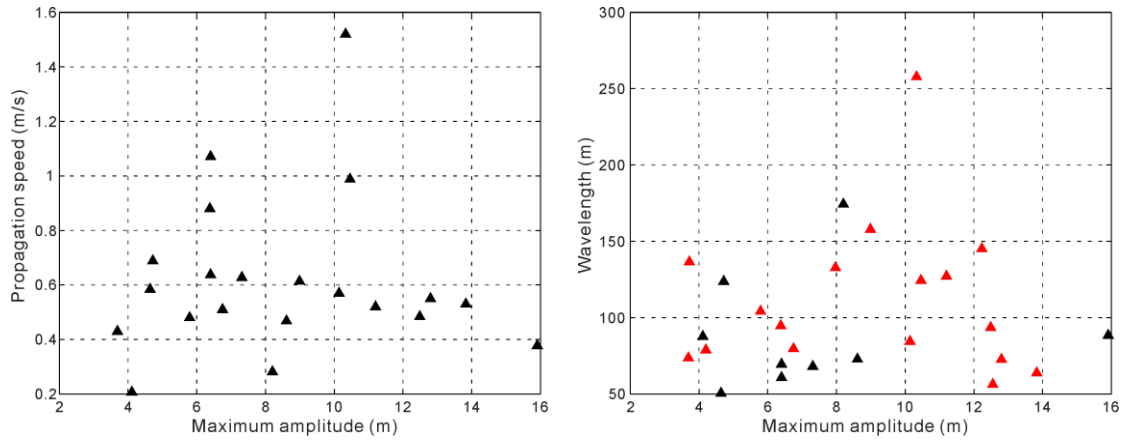 1.6
1.4
1.2
1
0.8
0.6
0.4
0.2
Propagation speed (m/s)
2 4 6 8 10 12 14 16
Maximum amplitude (m)
300
250
200
150
100
50
Wavelength (m)
2 4 6 8 10 12 14 16
Maximum amplitude (m)